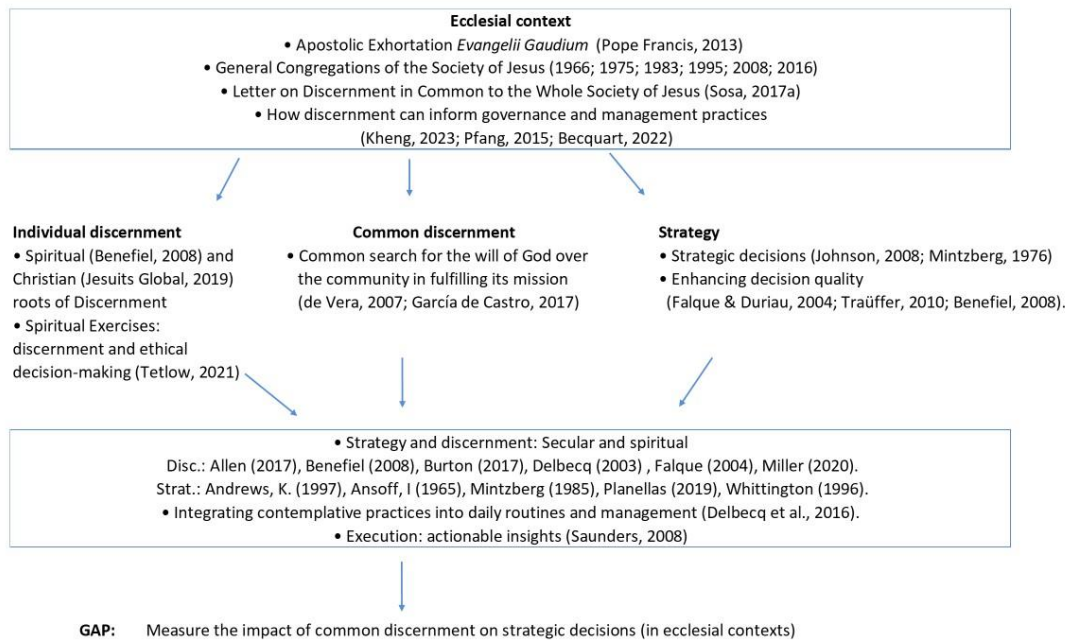 Ecclesial context
• Apostolic Exhortation Evangelii Gaudium (Pope Francis, 2013)
• General Congregations of the Society of Jesus (1966; 1975; 1983; 1995; 2008; 2016)
• Letter on Discernment in Common to the Whole Society of Jesus (Sosa, 2017a)
• How discernment can inform governance and management practices
(Kheng, 2023; Pfang, 2015; Becquart, 2022)
Individual discernment
• Spiritual (Benefiel, 2008) and
Christian (Jesuits Global, 2019)
roots of Discernment
• Spiritual Exercises:
discernment and ethical
decision-making (Tetlow, 2021)
Common discernment
• Common search for the will of God over
the community in fulfilling its mission
(de Vera, 2007; García de Castro, 2017)
Strategy
• Strategic decisions (Johnson, 2008; Mintzberg, 1976)
• Enhancing decision quality
(Falque & Duriau, 2004; Traüffer, 2010; Benefiel, 2008).
• Strategy and discernment: Secular and spiritual
Disc.: Allen (2017), Benefiel (2008), Burton (2017), Delbecq (2003) , Falque (2004), Miller (2020).
Strat.: Andrews, K. (1997), Ansoff, I (1965), Mintzberg (1985), Planellas (2019), Whittington (1996).
• Integrating contemplative practices into daily routines and management (Delbecq et al., 2016).
• Execution: actionable insights (Saunders, 2008)
GAP: Measure the impact of common discernment on strategic decisions (in ecclesial contexts)